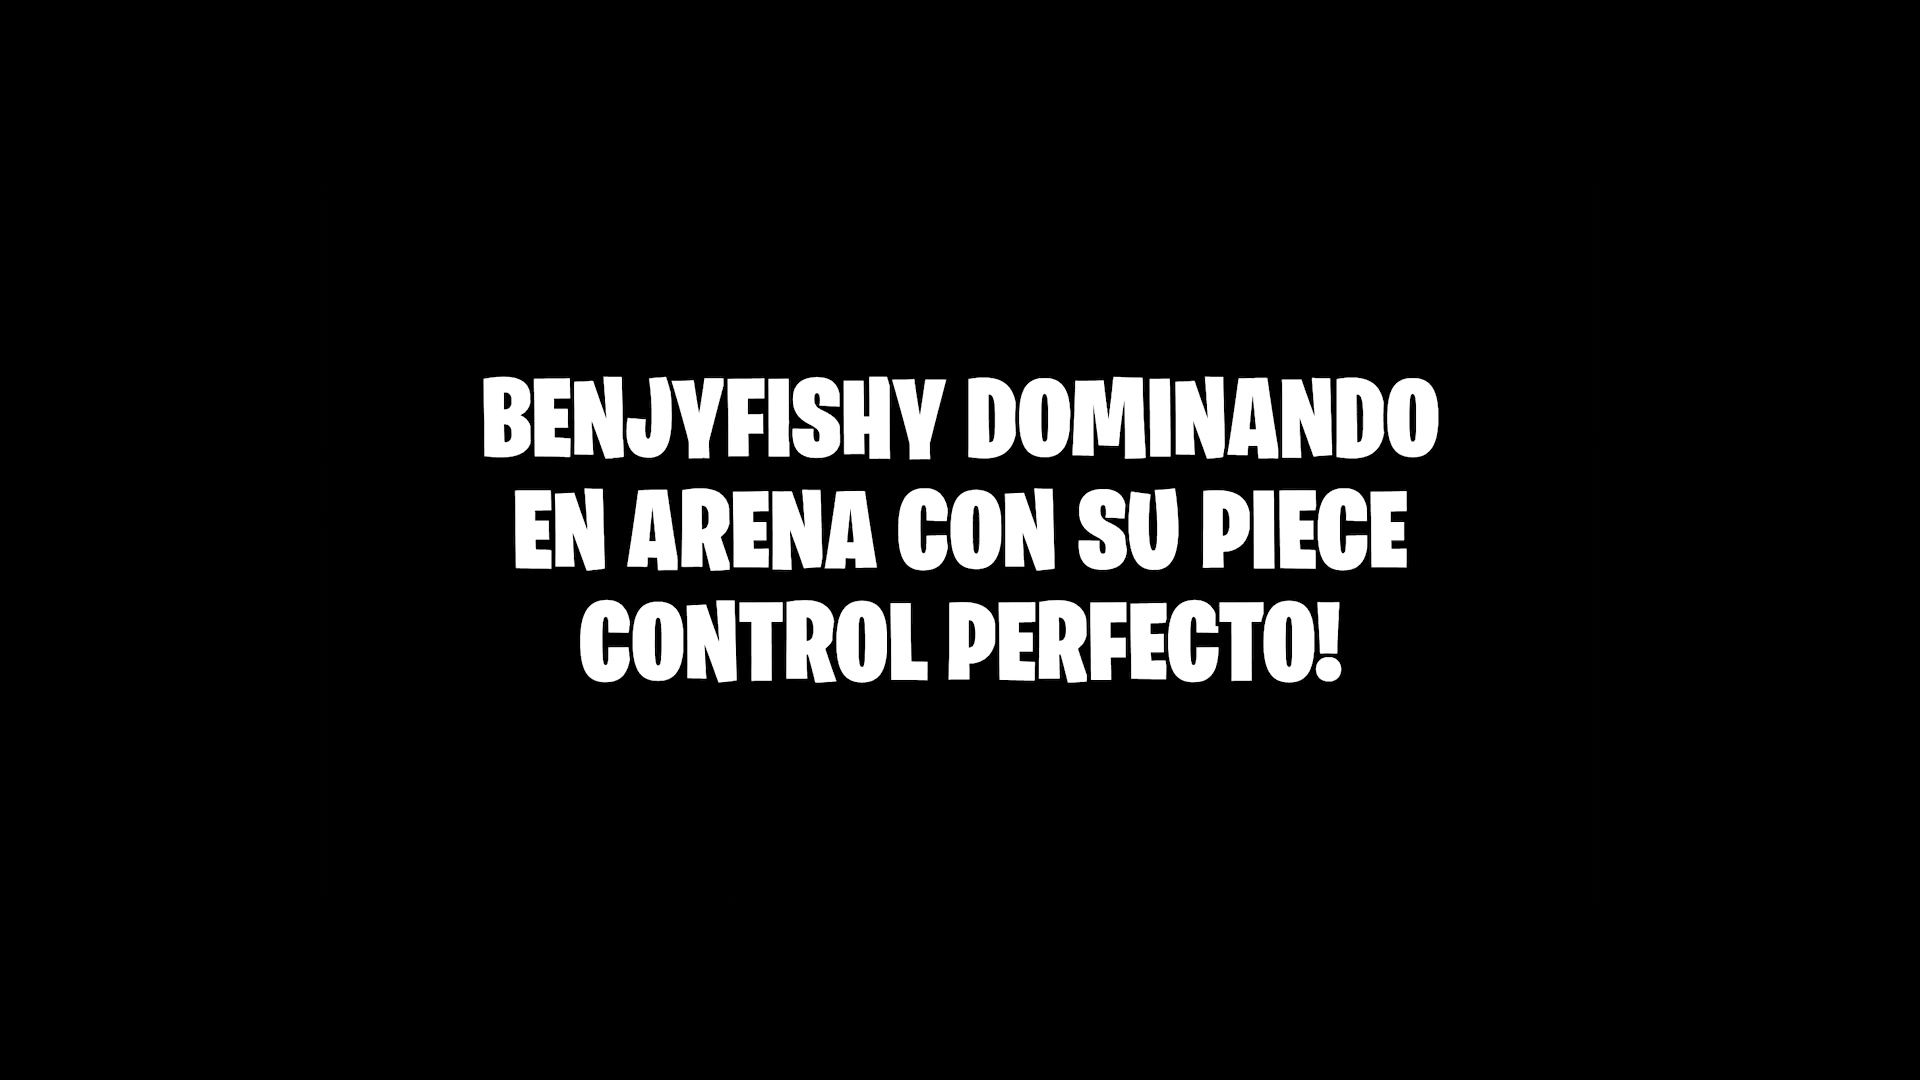 BENJYFISHY DOMINANDO
EN ARENA CON SU PIECE
CONTROL PERFECTO!